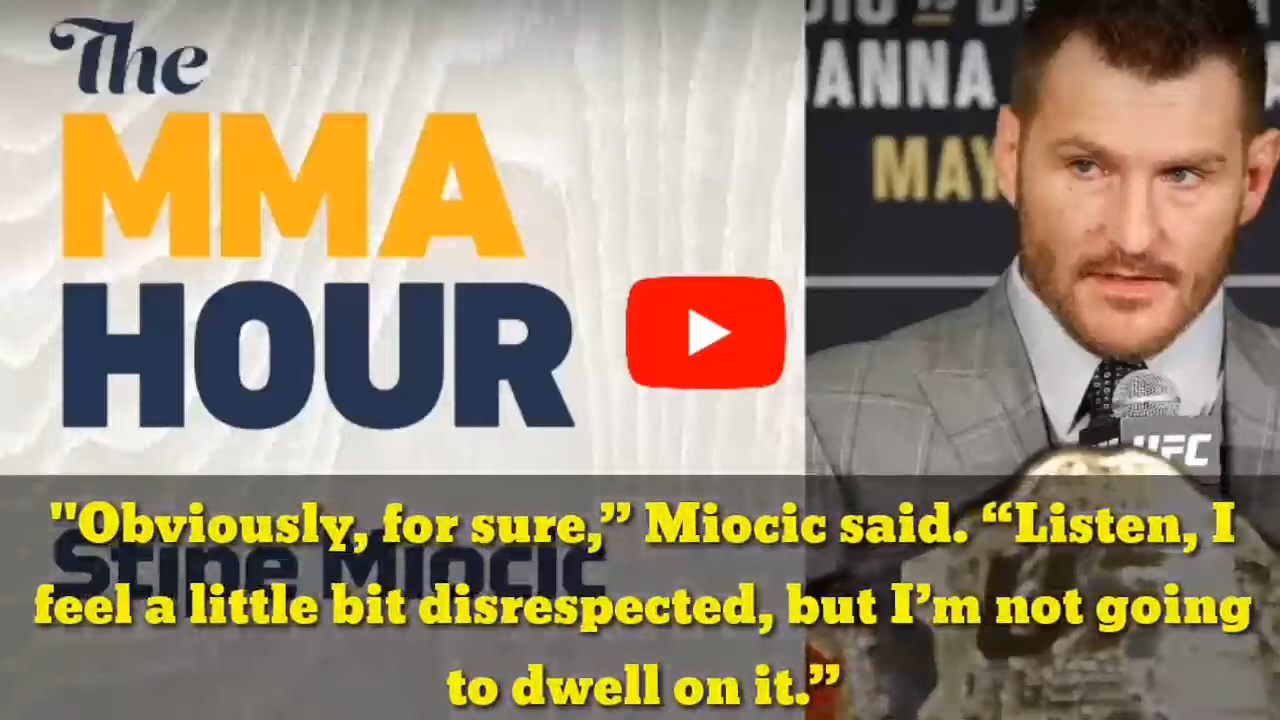 The
MMA
HOUR
ANNA
MAY
UFC
Stipe Miocic
"Obviously, for sure,” Miocic said. “Listen, I
feel a little bit disrespected, but I’m not going
to dwell on it.”